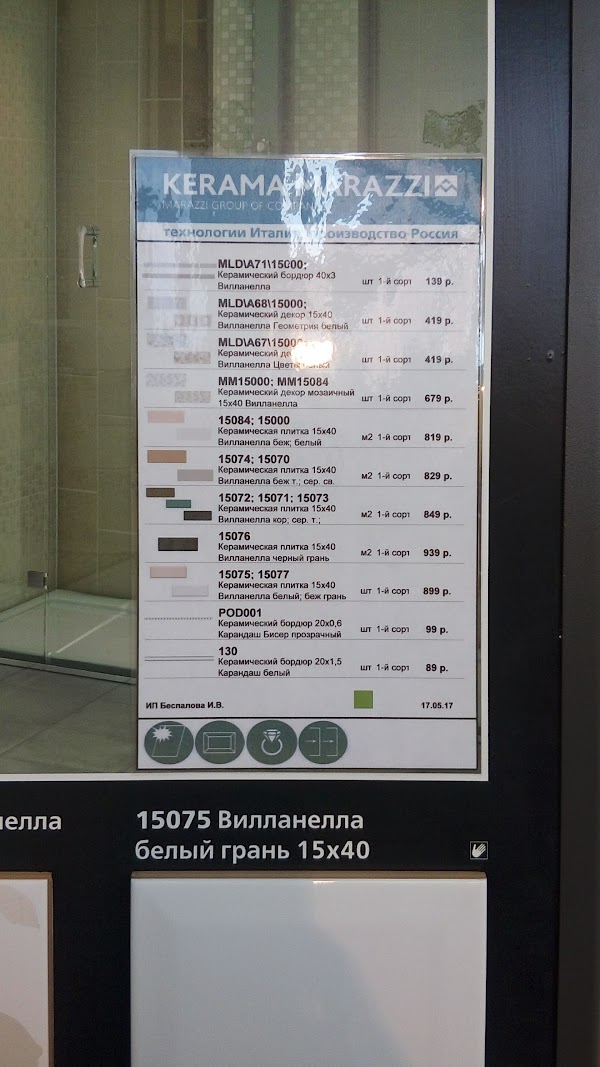 KERAMA MARAZZI
MARAZZI GROUP OF
технологии Производство Россия
MLD\A71\15000;
Керамический бордюр 40х3
Вилланелла шт 1-й сорт 139 р.
MLD\A68\15000;
Керамический декор 15х40
Вилланелла Геометрия белый шт 1-й сорт 419 р.
MLD\A67\15000
Керамический
Вилланелла шт 1-й сорт 419 р.
MM15000; MM15084
Керамический декор мозаичный
15х40 Вилланелла шт 1-й сорт 679 р.
15084; 15000
Керамическая плитка 15х40
Вилланелла беж; белый м2 1-й сорт 819 р.
15074; 15070
Керамическая плитка 15х40
Вилланелла беж т.; сер. св. м2 1-й сорт 829 р.
15072; 15071; 15073
Керамическая плитка 15х40
Вилланелла кор; сер. т.; м2 1-й сорт 849 р.
15076
Керамическая плитка 15х40
Вилланелла черный грань м2 1-й сорт 939 р.
15075; 15077
Керамическая плитка 15х40
Вилланелла белый; беж грань шт 1-й сорт 899 р.
POD001
Керамический бордюр 20х0,6
Карандаш Бисер прозрачный шт 1-й сорт 99 р.
130
Керамический бордюр 20х1,5
Карандаш белый шт 1-й сорт 89 р.
ИП Беспалова И.В. 17.05.17
15075 Вилланелла
белый грань 15х40